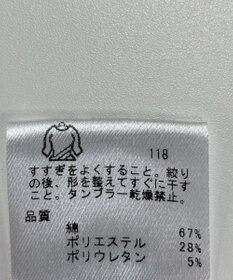 118
すすぎをよくすること。絞り
の後、形を整えてすぐに干す
こと。タンブラー乾燥禁止。
品質
綿 67%
ポリエステル 28%
ポリウレタン 5%